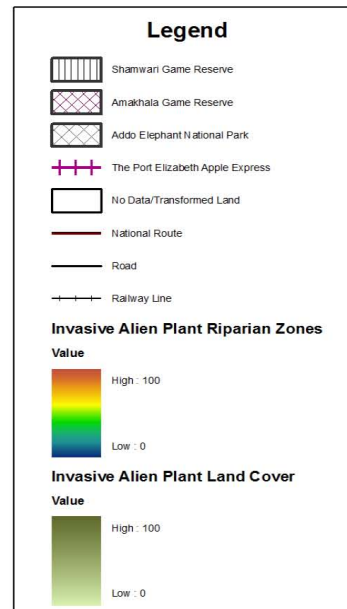 Legend
Shamwari Game Reserve
Amakhala Game Reserve
Addo Elephant National Park
The Port Elizabeth Apple Express
No Data/Transformed Land
National Route
Road
Railway Line
Invasive Alien Plant Riparian Zones
Value
High : 100
Low : 0
Invasive Alien Plant Land Cover
Value
High : 100
Low : 0